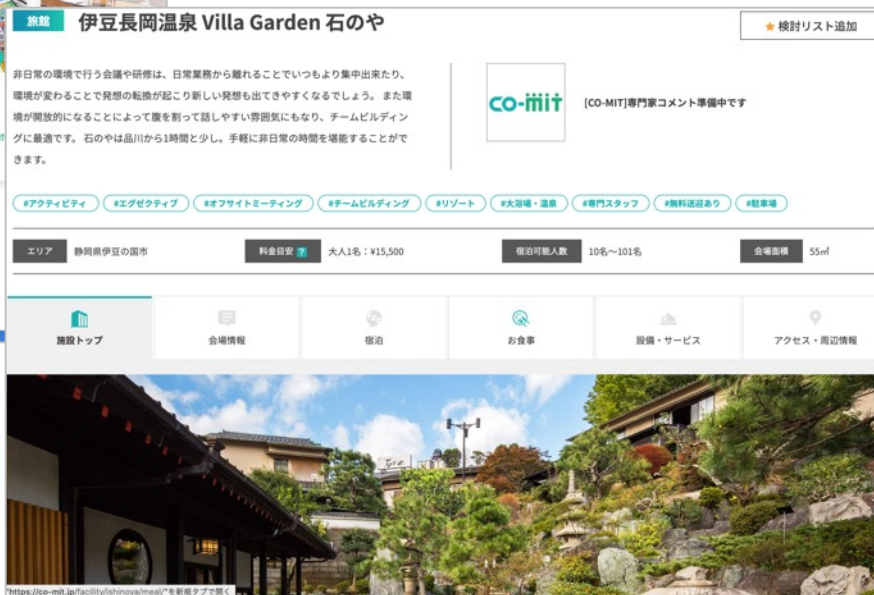 旅館
伊豆長岡温泉 Villa Garden 石のや
★検討リスト追加
非日常の環境で行う会議や研修は、日常業務から離れることでいつもより集中出来たり、
環境が変わることで発想の転換が起こり新しい発想も出てきやすくなるでしょう。 また環
境が開放的になることによって腹を割って話しやすい雰囲気にもなり、チームビルディン
グに最適です。 石のやは品川から1時間と少し。手軽に非日常の時間を堪能することがで
きます。
co-mit
[CO-MIT]専門家コメント準備中です
#アクティビティ #エグゼクティブ #オフサイトミーティング #チームビルディング #リゾート #大浴場・温泉 #専門スタッフ #無料送迎あり #駐車場
エリア 静岡県伊豆の国市 料金目安 ? 大人1名：¥15,500 宿泊可能人数 10名〜101名 会場面積 55㎡
施設トップ 会場情報 宿泊 お食事 設備・サービス アクセス・周辺情報
"https://co-mit.jp/facility/ishinoya/meal/"を新規タブで開く